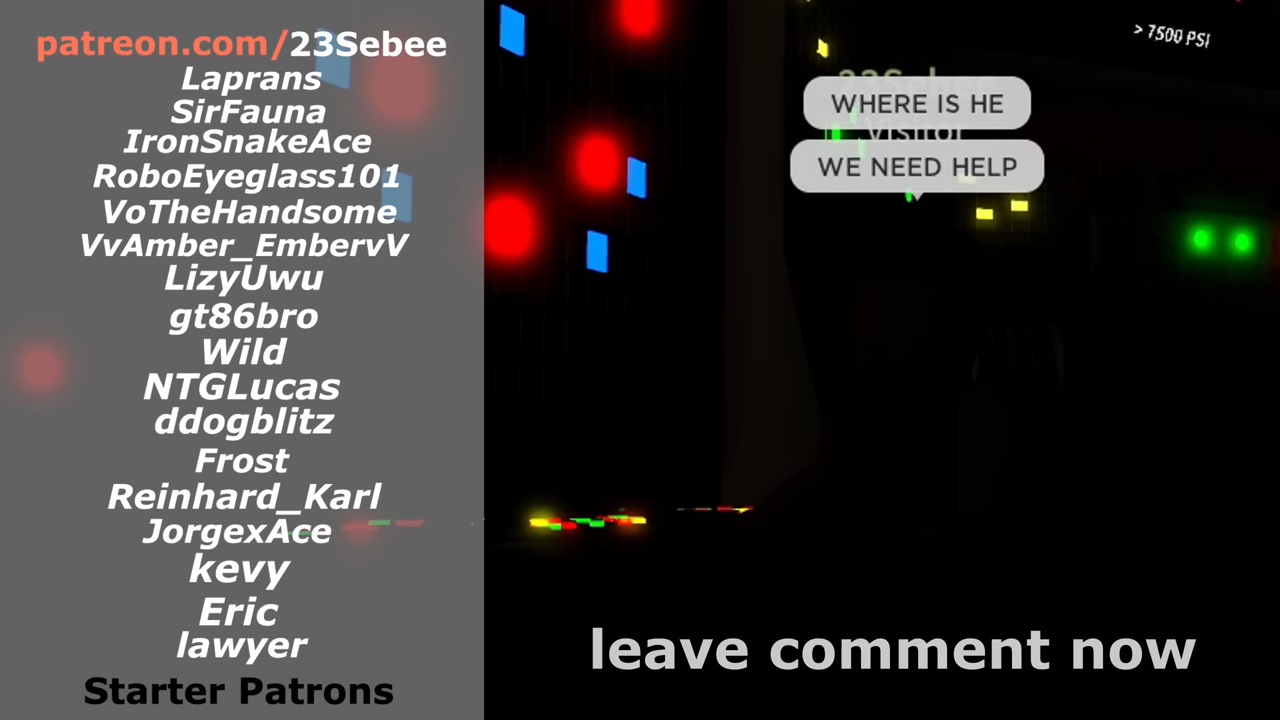 patreon.com/23Sebee
Laprans
SirFauna
IronSnakeAce
RoboEyeglass101
VoTheHandsome
VvAmber_EmbervV
LizyUwu
gt86bro
Wild
NTGLucas
ddogblitz
Frost
Reinhard_Karl
JorgexAce
kevy
Eric
lawyer
Starter Patrons
> 7500 PSI
WHERE IS HE
Visitor
WE NEED HELP
leave comment now